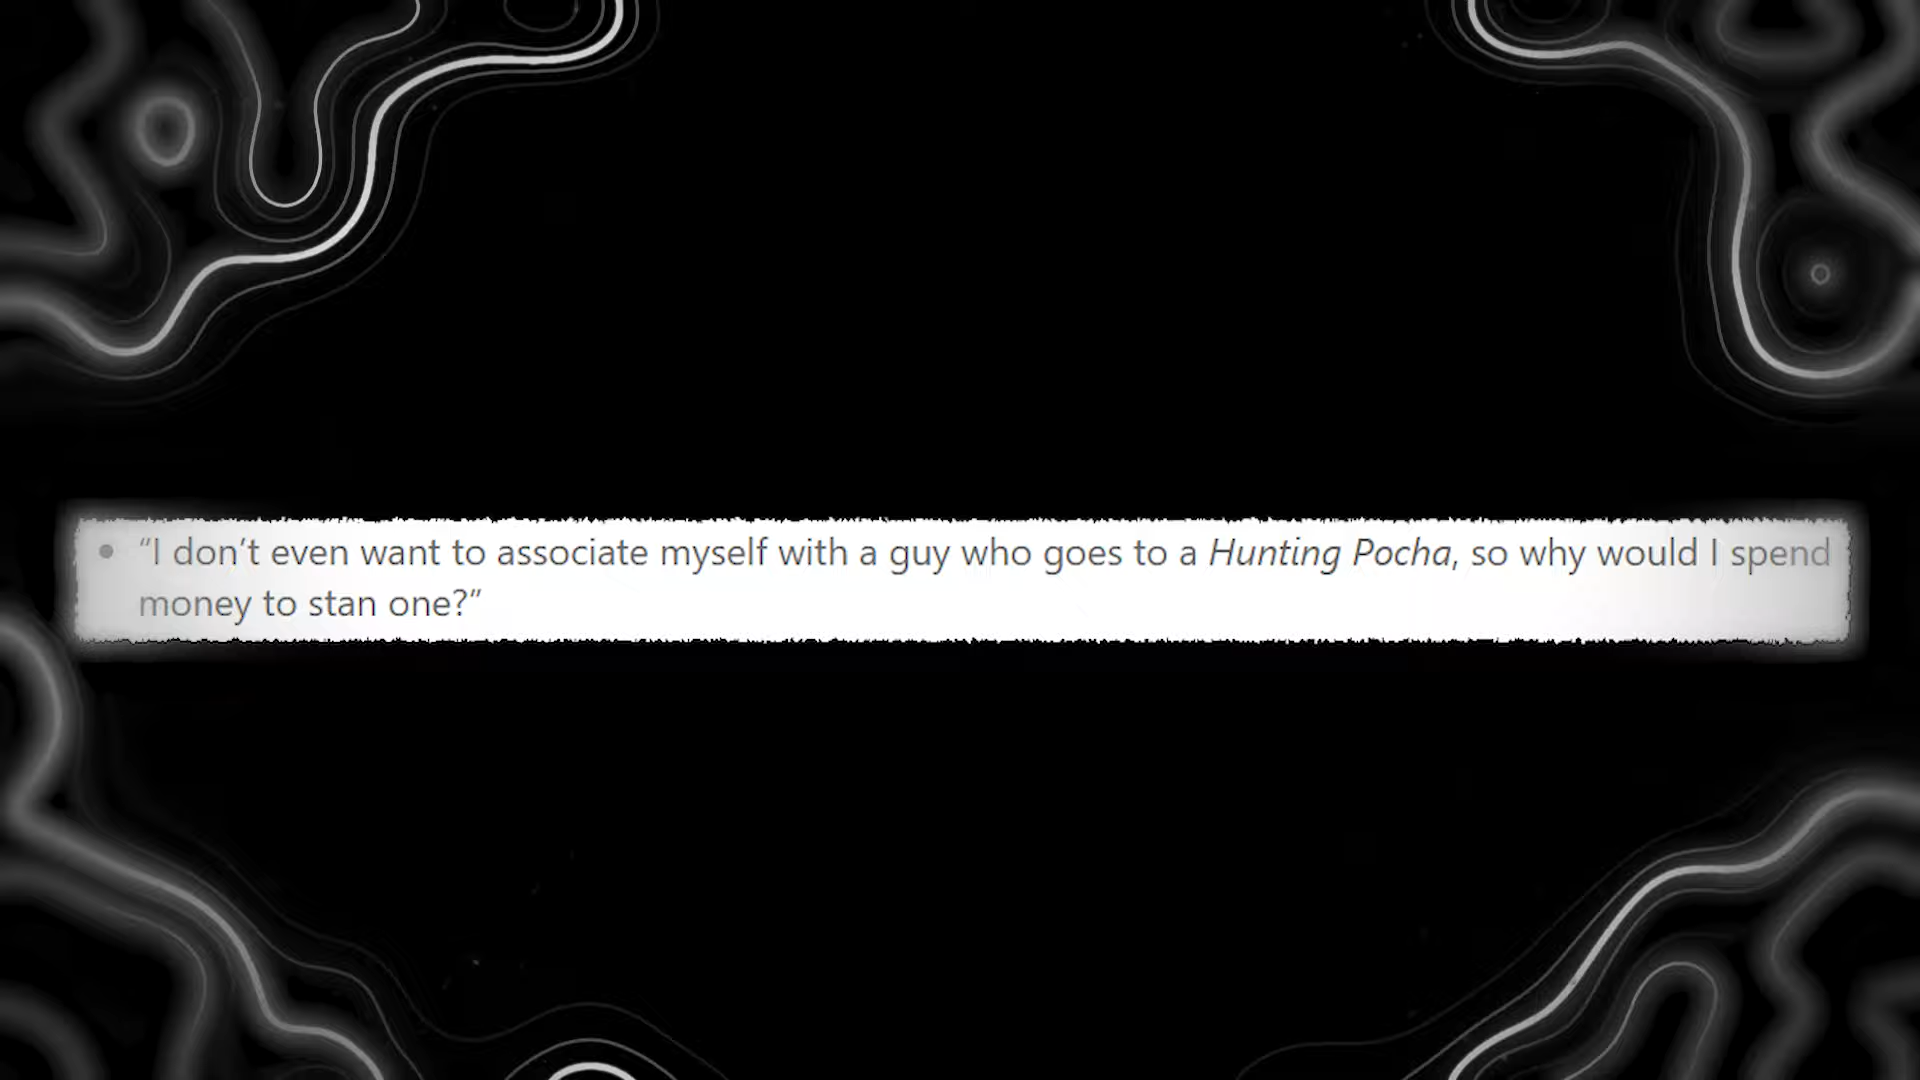 • “I don’t even want to associate myself with a guy who goes to a Hunting Pocha, so why would I spend
money to stan one?”